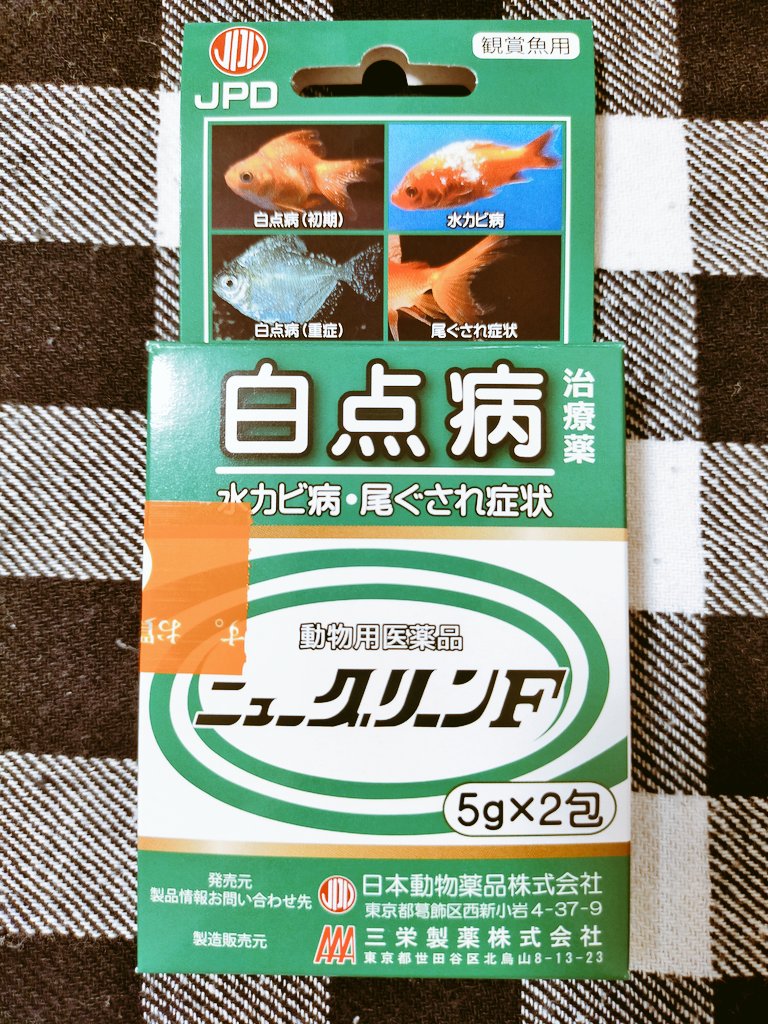 JPD
JPD
観賞魚用
白点病(初期)
水カビ病
白点病(重症)
尾ぐされ症状
白点病
治療薬
水カビ病・尾ぐされ症状
す。
動物用医薬品
ニューグリーンF
5g×2包
発売元
製品情報お問い合わせ先
JPD
日本動物薬品株式会社
東京都葛飾区西新小岩4-37-9
製造販売元
AAA
三栄製薬株式会社
東京都世田谷区北烏山8-13-23